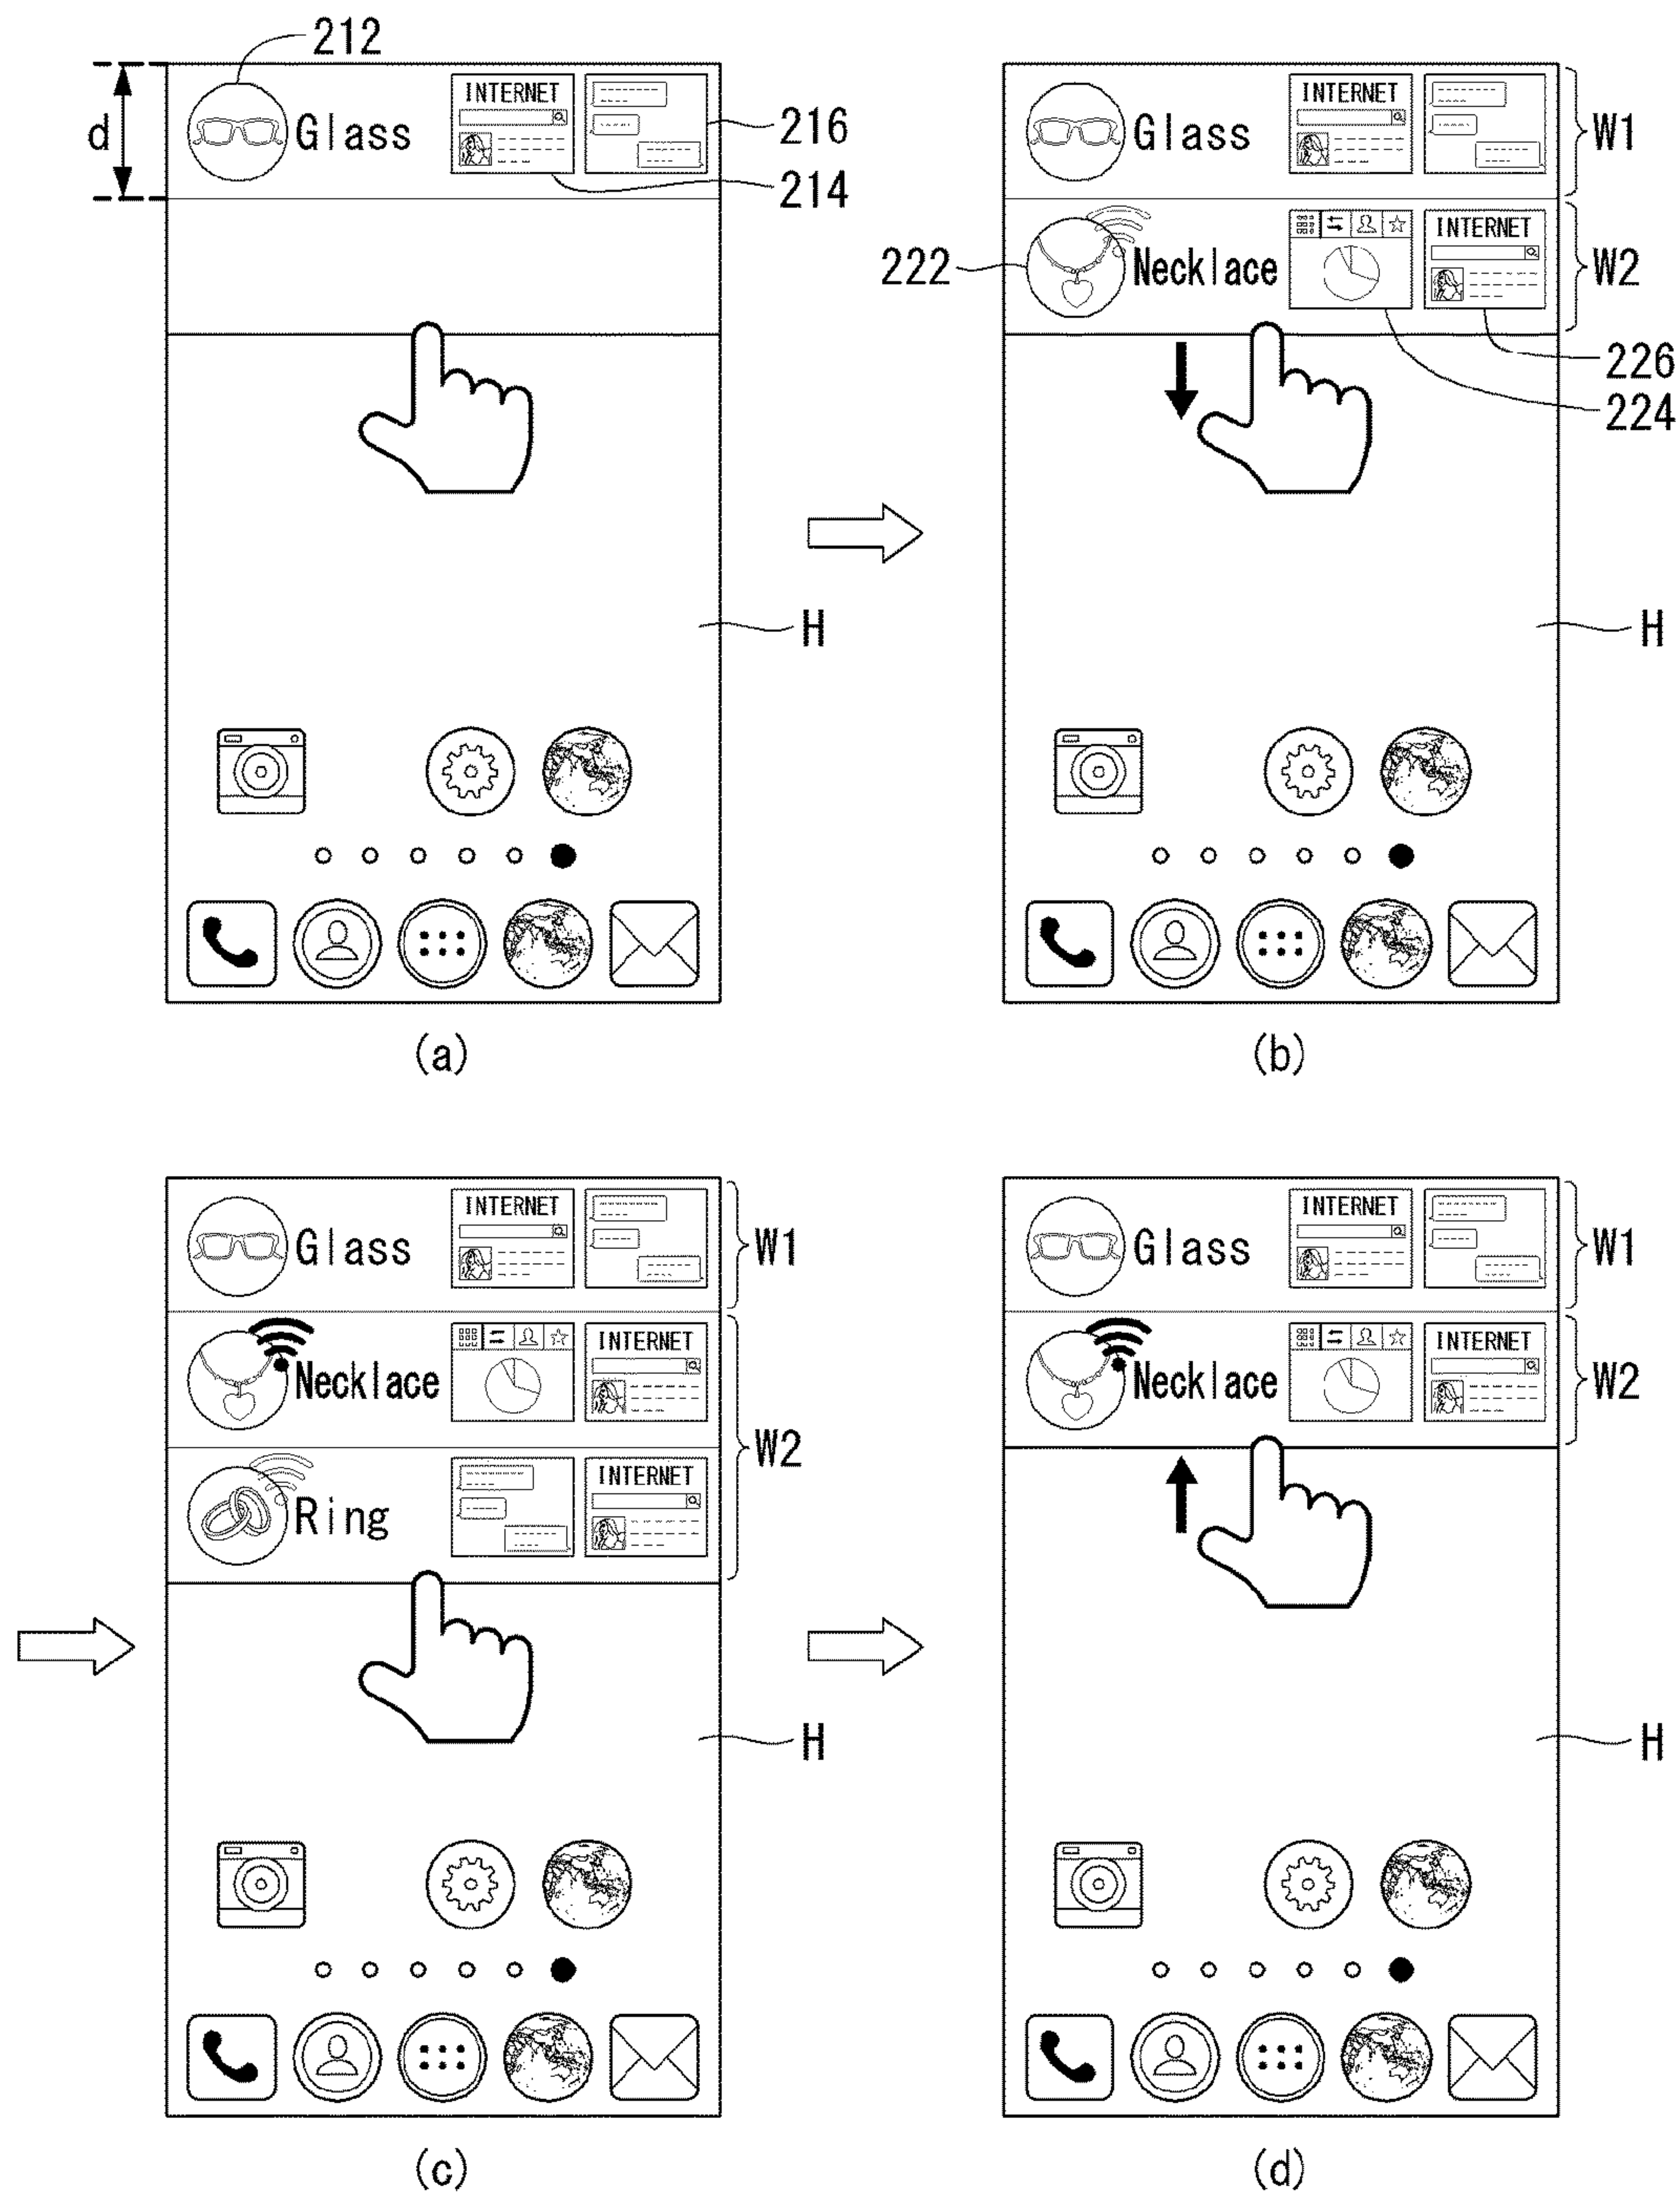 212
d
Glass
INTERNET
216
214
H
(a)
Glass
INTERNET
W1
222
Necklace
INTERNET
W2
226
224
H
(b)
Glass
INTERNET
W1
Necklace
INTERNET
W2
Ring
INTERNET
H
(c)
Glass
INTERNET
W1
Necklace
INTERNET
W2
H
(d)